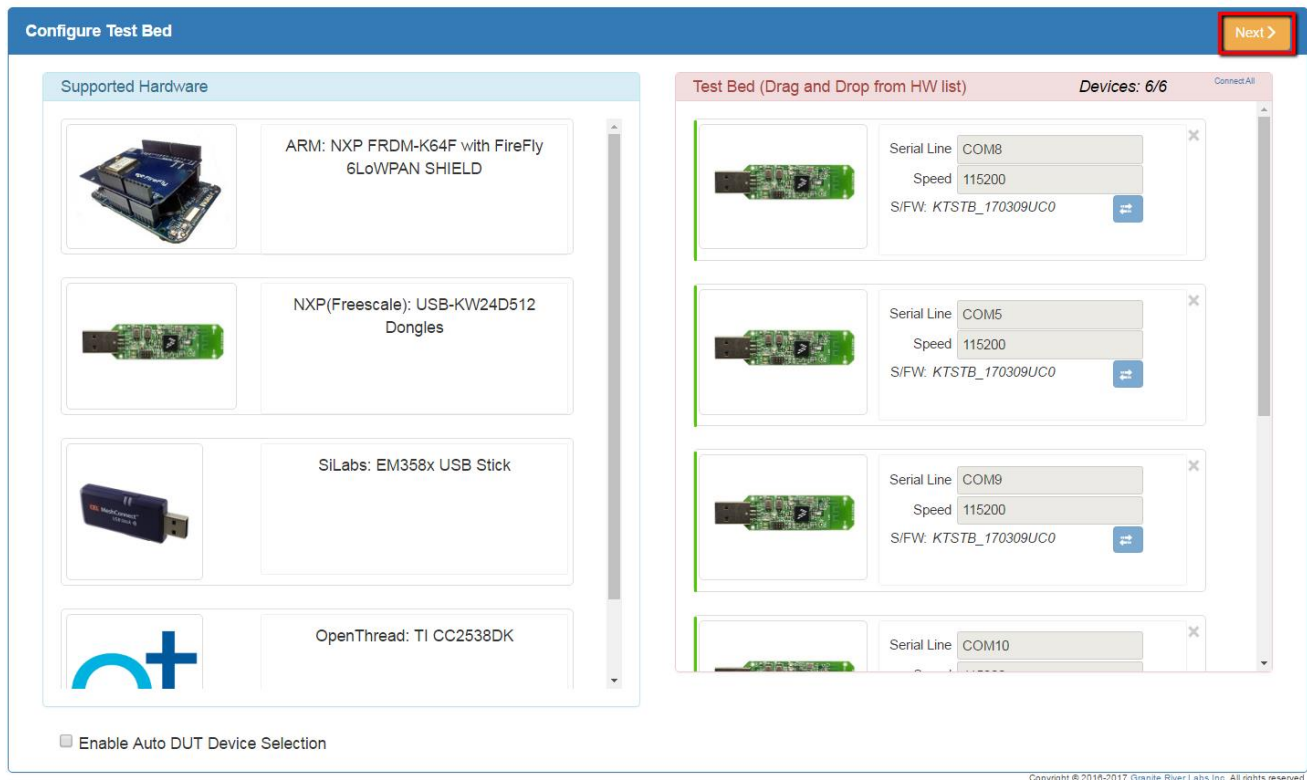 Configure Test Bed
Next >
Supported Hardware
ARM: NXP FRDM-K64F with FireFly
6LoWPAN SHIELD
NXP(Freescale): USB-KW24D512
Dongles
SiLabs: EM358x USB Stick
CEL MeshConnect
OpenThread: TI CC2538DK
Test Bed (Drag and Drop from HW list)
Devices: 6/6
Connect All
Serial Line COM8
Speed 115200
S/FW: KTSTB_170309UC0
Serial Line COM5
Speed 115200
S/FW: KTSTB_170309UC0
Serial Line COM9
Speed 115200
S/FW: KTSTB_170309UC0
Serial Line COM10
Enable Auto DUT Device Selection
Copyright © 2016-2017 Granite River Labs Inc. All rights reserved